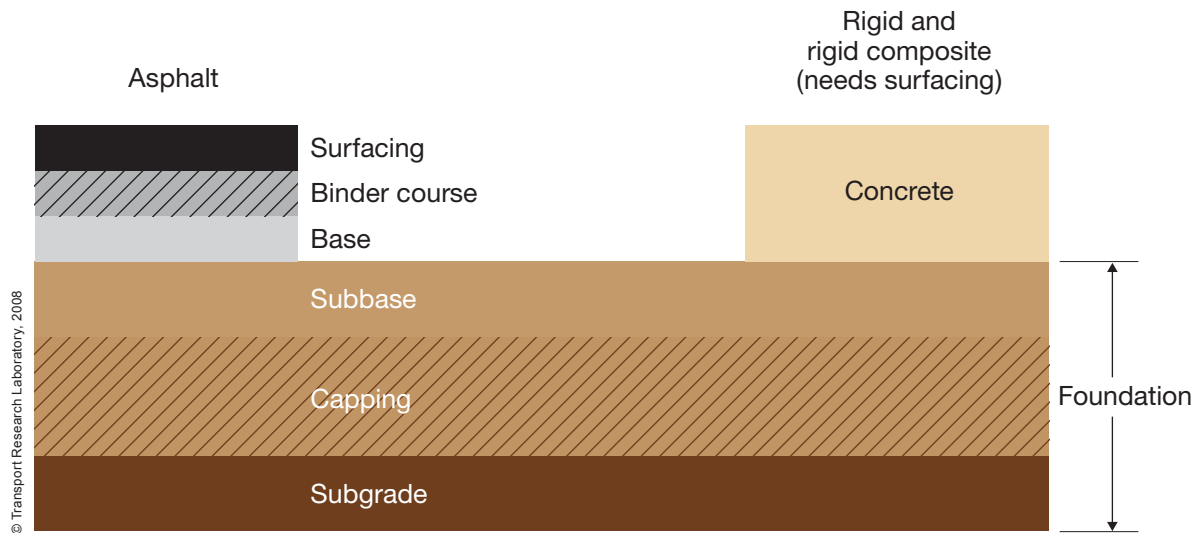 Asphalt
Rigid and
rigid composite
(needs surfacing)
Surfacing
Binder course
Base
Concrete
Subbase
Capping
Subgrade
Foundation
© Transport Research Laboratory, 2008